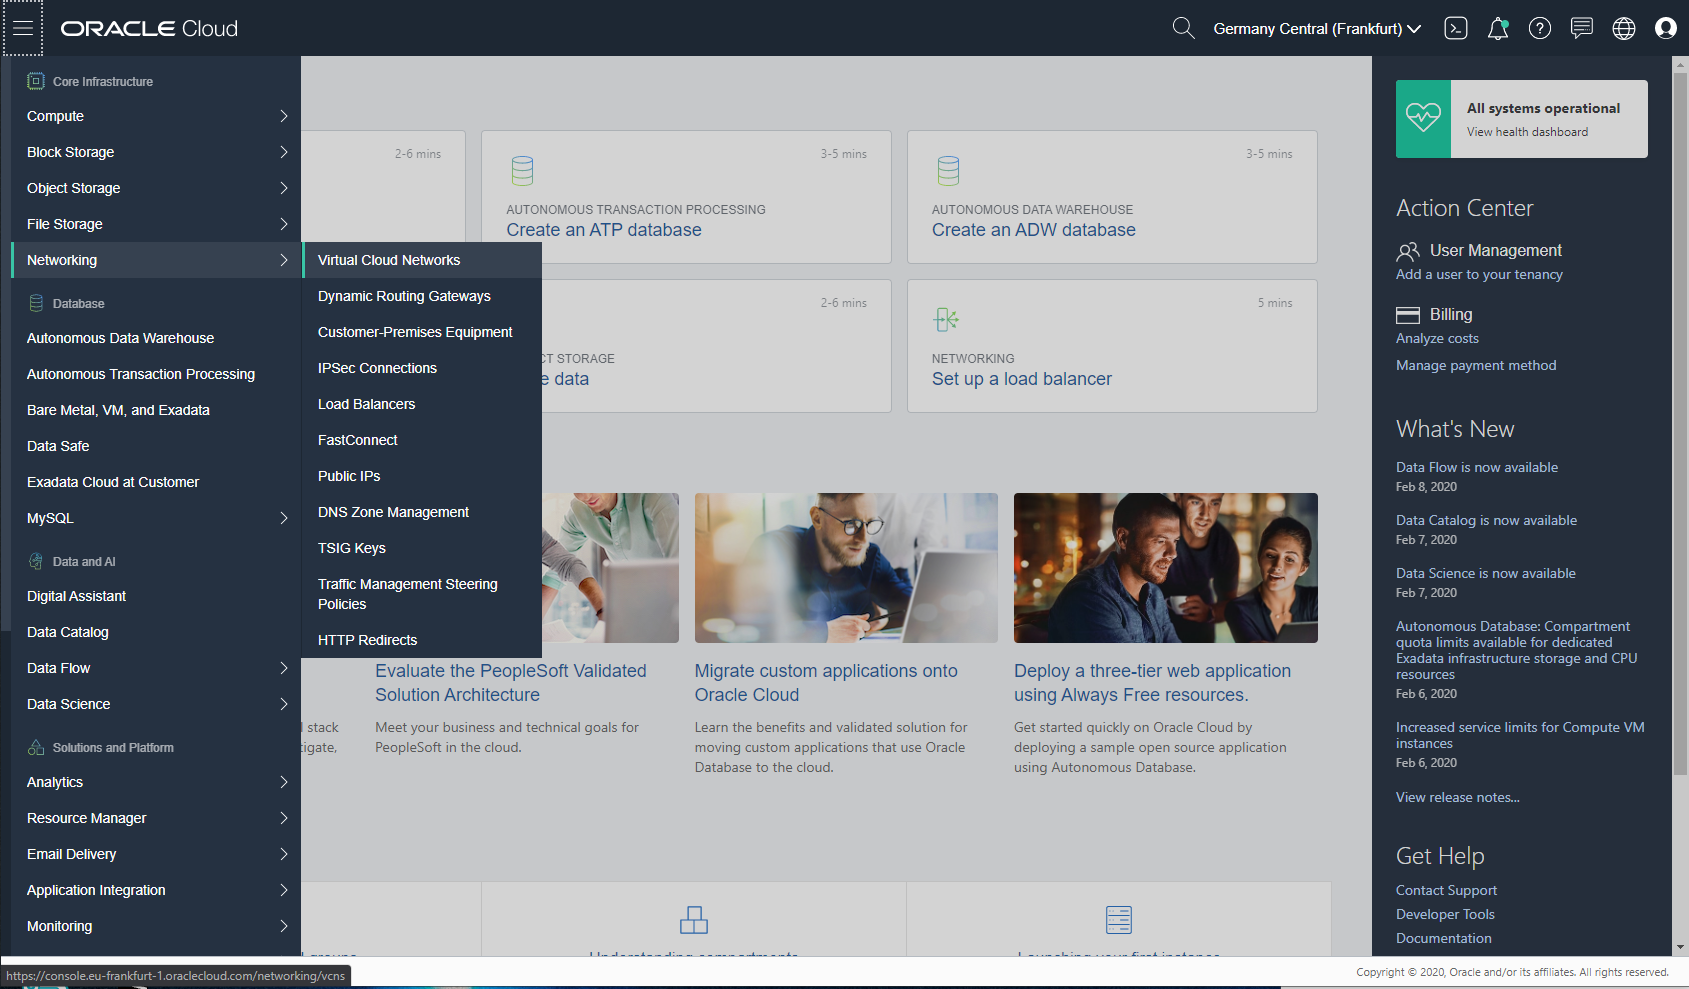 ORACLE Cloud
Germany Central (Frankfurt)
Core Infrastructure
Compute
Block Storage
Object Storage
File Storage
Networking
Database
Autonomous Data Warehouse
Autonomous Transaction Processing
Bare Metal, VM, and Exadata
Data Safe
Exadata Cloud at Customer
MySQL
Data and AI
Digital Assistant
Data Catalog
Data Flow
Data Science
Solutions and Platform
Analytics
Resource Manager
Email Delivery
Application Integration
Monitoring
Virtual Cloud Networks
Dynamic Routing Gateways
Customer-Premises Equipment
IPSec Connections
Load Balancers
FastConnect
Public IPs
DNS Zone Management
TSIG Keys
Traffic Management Steering
Policies
HTTP Redirects
2-6 mins
3-5 mins
AUTONOMOUS TRANSACTION PROCESSING
Create an ATP database
3-5 mins
AUTONOMOUS DATA WAREHOUSE
Create an ADW database
2-6 mins
CT STORAGE
e data
5 mins
NETWORKING
Set up a load balancer
stack
tigate,
Evaluate the PeopleSoft Validated
Solution Architecture
Meet your business and technical goals for
PeopleSoft in the cloud.
Migrate custom applications onto
Oracle Cloud
Learn the benefits and validated solution for
moving custom applications that use Oracle
Database to the cloud.
Deploy a three-tier web application
using Always Free resources.
Get started quickly on Oracle Cloud by
deploying a sample open source application
using Autonomous Database.
groups
Understanding compartments
Launching your first instance
All systems operational
View health dashboard
Action Center
User Management
Add a user to your tenancy
Billing
Analyze costs
Manage payment method
What's New
Data Flow is now available
Feb 8, 2020
Data Catalog is now available
Feb 7, 2020
Data Science is now available
Feb 7, 2020
Autonomous Database: Compartment
quota limits available for dedicated
Exadata infrastructure storage and CPU
resources
Feb 6, 2020
Increased service limits for Compute VM
instances
Feb 6, 2020
View release notes...
Get Help
Contact Support
Developer Tools
Documentation
https://console.eu-frankfurt-1.oraclecloud.com/networking/vcns
Copyright © 2020, Oracle and/or its affiliates. All rights reserved.